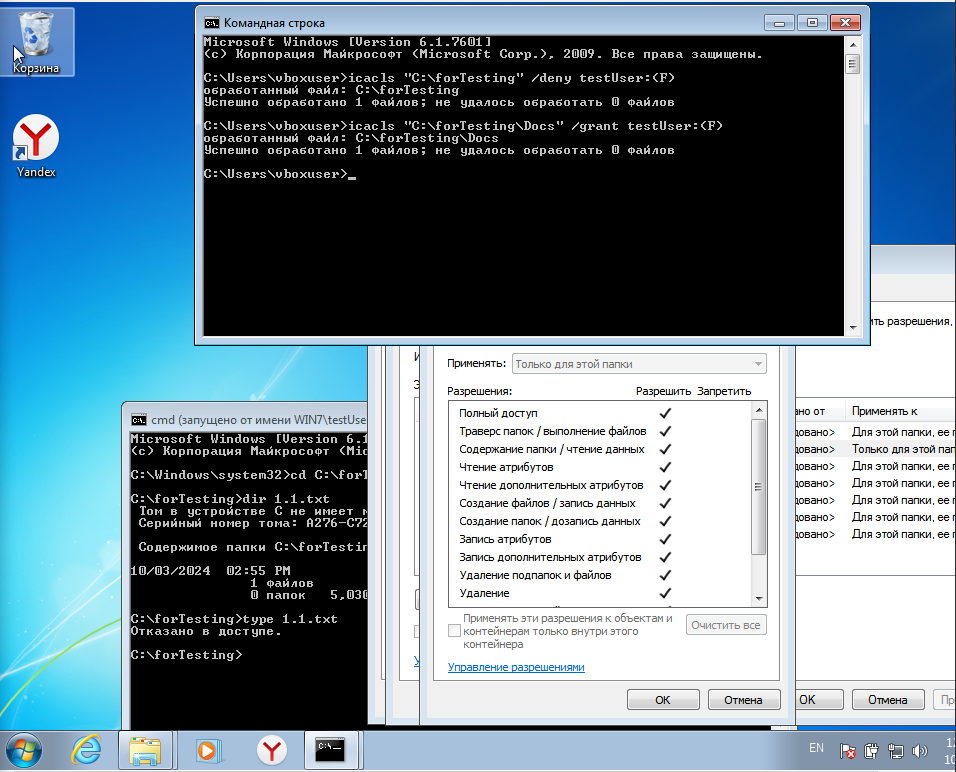 Корзина
Yandex
Командная строка
Microsoft Windows [Version 6.1.7601]
(c) Корпорация Майкрософт (Microsoft Corp.), 2009. Все права защищены.
C:\Users\vboxuser>icacls "C:\forTesting" /deny testUser:(F)
обработанный файл: C:\forTesting
Успешно обработано 1 файлов; не удалось обработать 0 файлов
C:\Users\vboxuser>icacls "C:\forTesting\Docs" /grant testUser:(F)
обработанный файл: C:\forTesting\Docs
Успешно обработано 1 файлов; не удалось обработать 0 файлов
C:\Users\vboxuser>_
ить разрешения,
Применять: Только для этой папки
Разрешения: Разрешить Запретить
Полный доступ
Траверс папок / выполнение файлов
Содержание папки / чтение данных
Чтение атрибутов
Чтение дополнительных атрибутов
Создание файлов / запись данных
Создание папок / дозапись данных
Запись атрибутов
Запись дополнительных атрибутов
Удаление подпапок и файлов
Удаление
Применять эти разрешения к объектам и
контейнерам только внутри этого
контейнера
Очистить все
Управление разрешениями
ОК Отмена
ано от Применять к
довано> Для этой папки, ее п
довано> Только для этой пап
довано> Для этой папки, ее п
довано> Для этой папки, ее п
довано> Для этой папки, ее п
довано> Для этой папки, ее п
довано> Для этой папки, ее п
ОК Отмена Пр
cmd (запущено от имени WIN7\testUse
Microsoft Windows [Version 6.1
(c) Корпорация Майкрософт (Mic
C:\Windows\system32>cd C:\forT
C:\forTesting>dir 1.1.txt
Том в устройстве C не имеет м
Серийный номер тома: A276-C72
Содержимое папки C:\forTestin
10/03/2024 02:55 PM
1 файлов
0 папок 5,030
C:\forTesting>type 1.1.txt
Отказано в доступе.
C:\forTesting>
EN